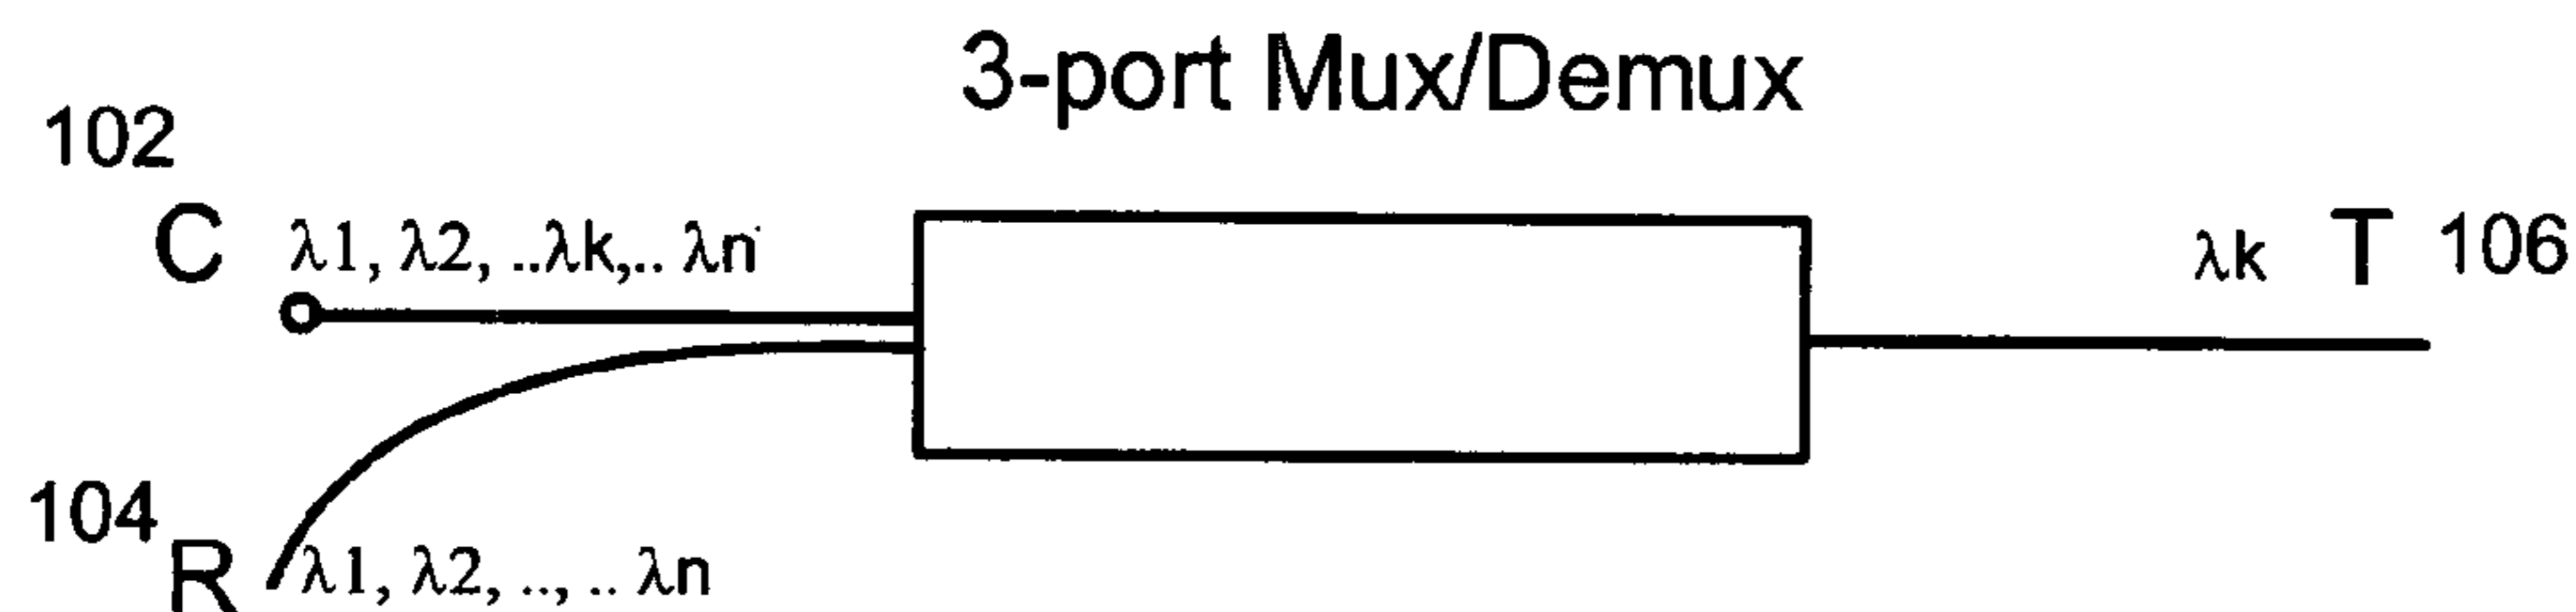 3-port Mux/Demux
102
C λ1, λ2, ..λk,.. λn
λk T 106
104
R λ1, λ2, .., .. λn